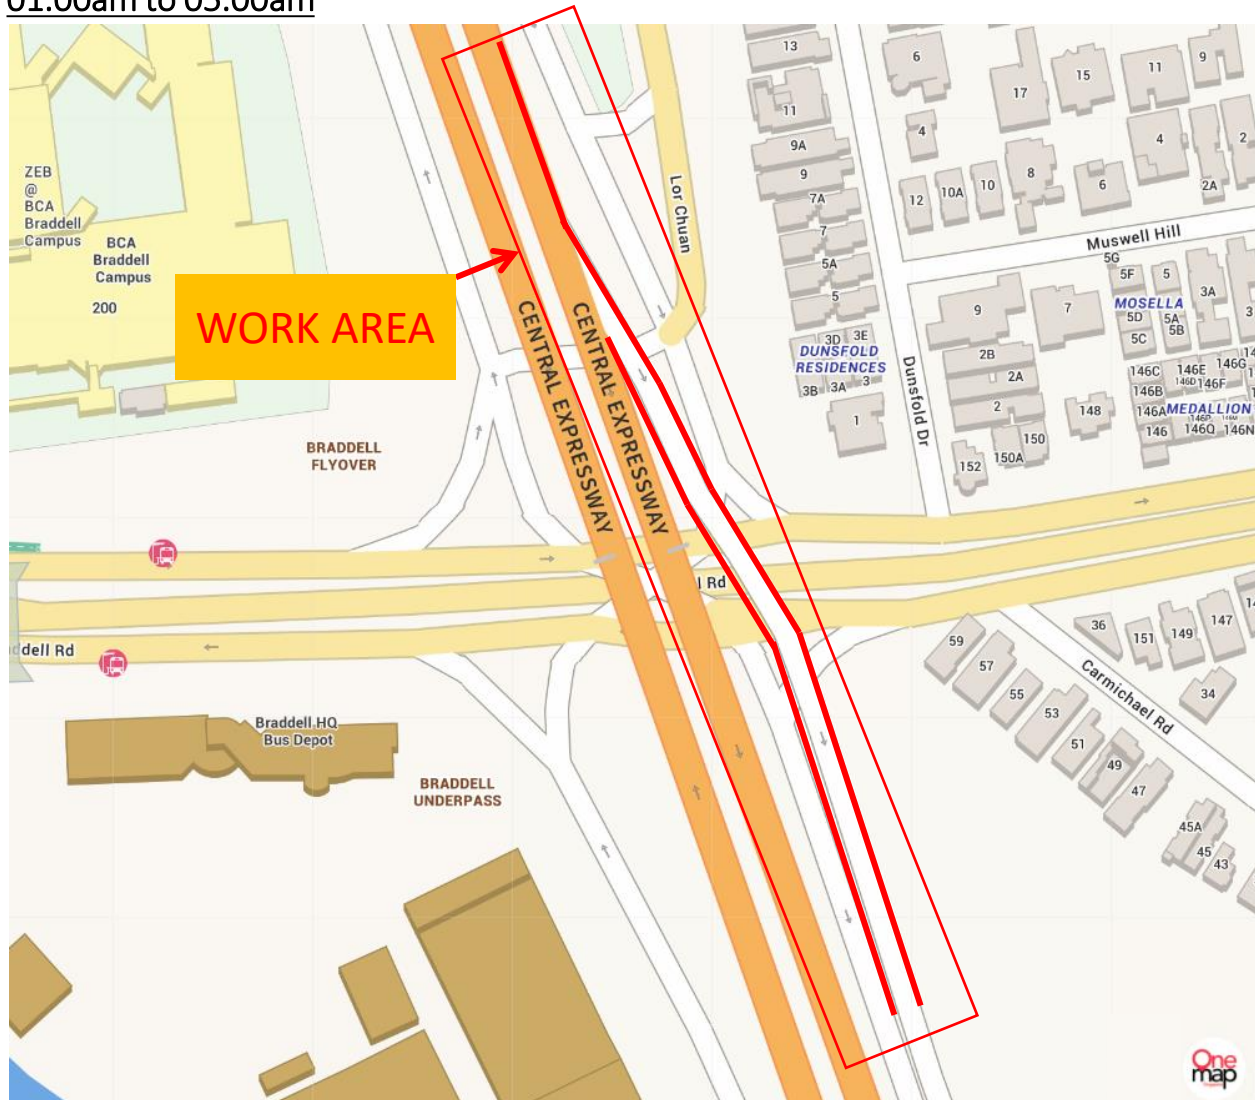 01:00am to 05:00am
13
6
17
15
11
9
11
4
4
2
9A
9
7A
7
5A
5
8
6
2A
12
10A
10
ZEB
@
BCA
Braddell
Campus
BCA
Braddell
Campus
200
Lor Chuan
Muswell Hill
5G
5F
5
3A
MOSELLA
5D
5A
5B
5C
3
9
7
WORK AREA
CENTRAL EXPRESSWAY
CENTRAL EXPRESSWAY
3D
3E
DUNSFOLD
RESIDENCES
3B
3A
3
1
Dunsfold Dr
2B
2A
2
148
150
150A
152
146C
146E
146G
146D
146F
146B
146A
MEDALLION
146
146Q
146N
BRADDELL
FLYOVER
l Rd
ddell Rd
59
57
55
53
51
49
47
45A
45
43
36
151
149
147
34
Carmichael Rd
Braddell HQ
Bus Depot
BRADDELL
UNDERPASS
One
map